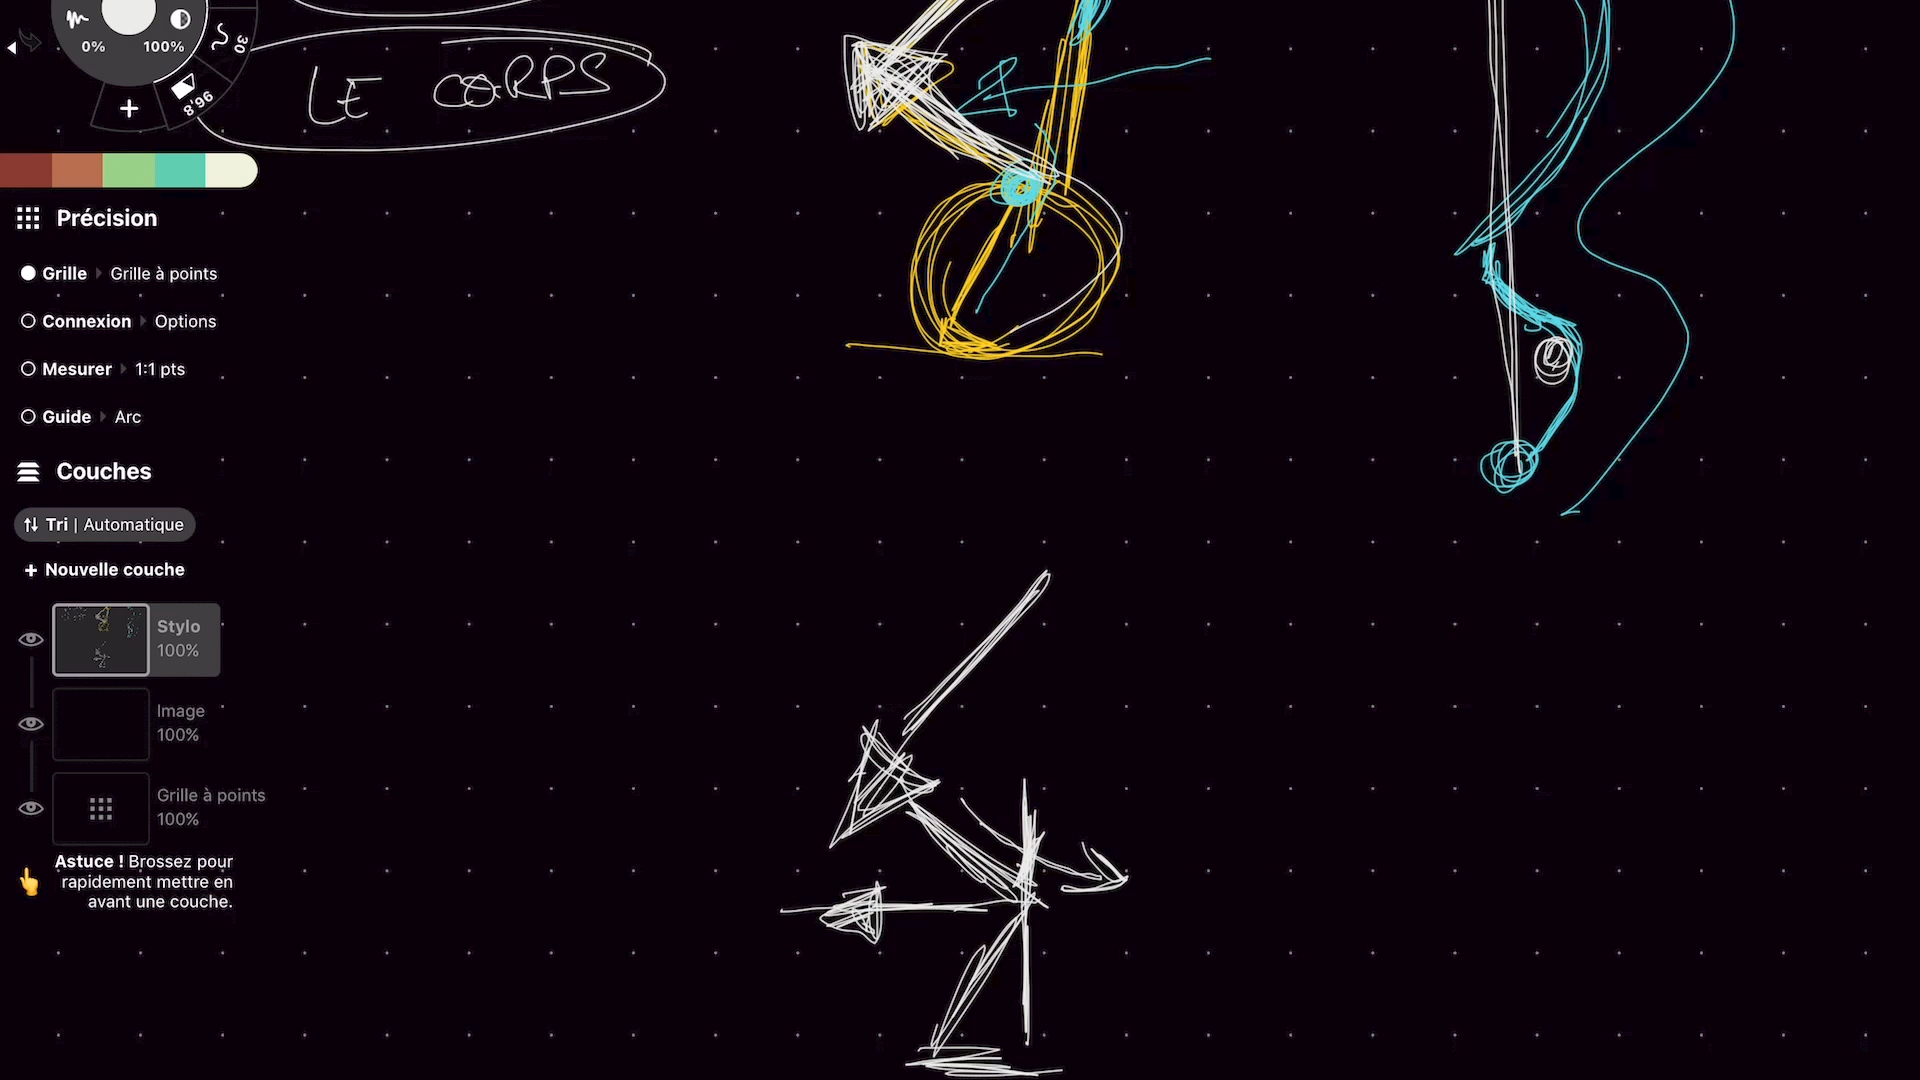 0%
100%
30
8,96
+
LE CORPS
Précision
Grille Grille à points
Connexion Options
Mesurer 1:1 pts
Guide Arc
Couches
Tri | Automatique
+ Nouvelle couche
Stylo
100%
Image
100%
Grille à points
100%
Astuce ! Brossez pour
rapidement mettre en
avant une couche.